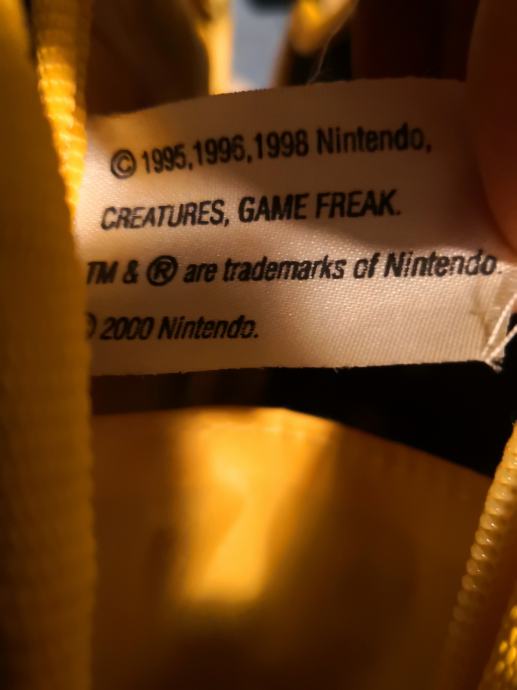 © 1995,1996,1998 Nintendo,
CREATURES, GAME FREAK.
TM & ® are trademarks of Nintendo.
© 2000 Nintendo.